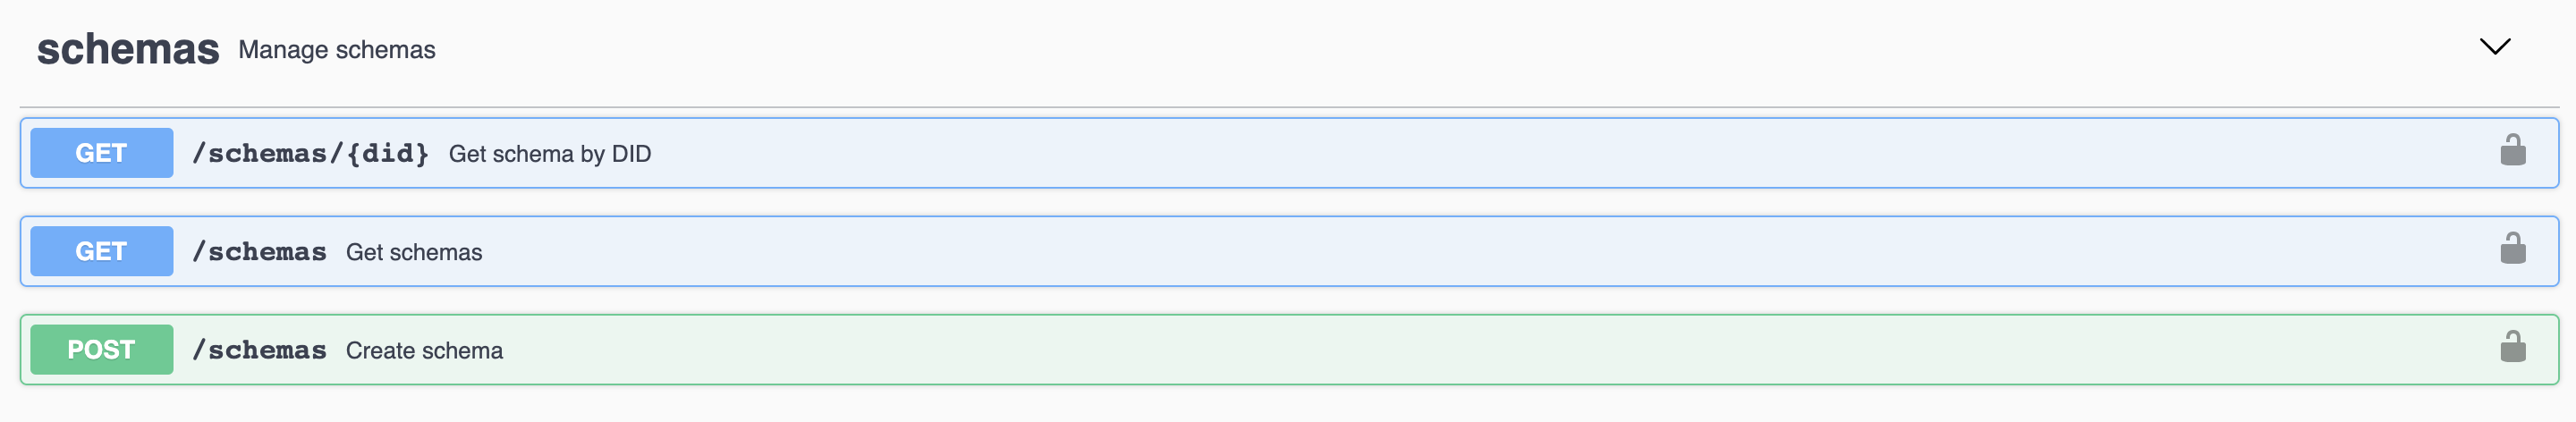 schemas Manage schemas
GET /schemas/{did} Get schema by DID
GET /schemas Get schemas
POST /schemas Create schema